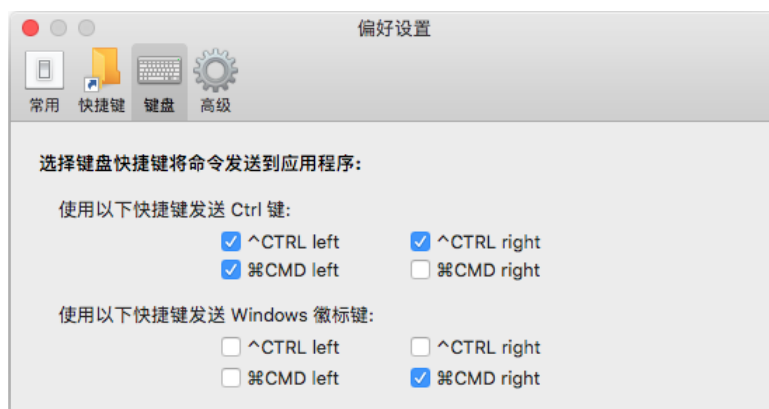 偏好设置
常用 快捷键 键盘 高级
选择键盘快捷键将命令发送到应用程序:
使用以下快捷键发送 Ctrl 键:
^CTRL left ^CTRL right
⌘CMD left ⌘CMD right
使用以下快捷键发送 Windows 徽标键:
^CTRL left ^CTRL right
⌘CMD left ⌘CMD right